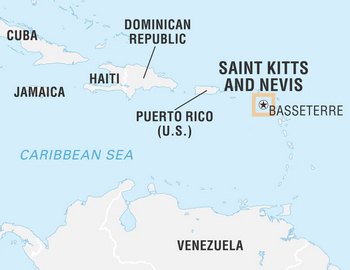 CUBA
DOMINICAN
REPUBLIC
HAITI
JAMAICA
PUERTO RICO
(U.S.)
SAINT KITTS
AND NEVIS
BASSETERRE
CARIBBEAN SEA
VENEZUELA